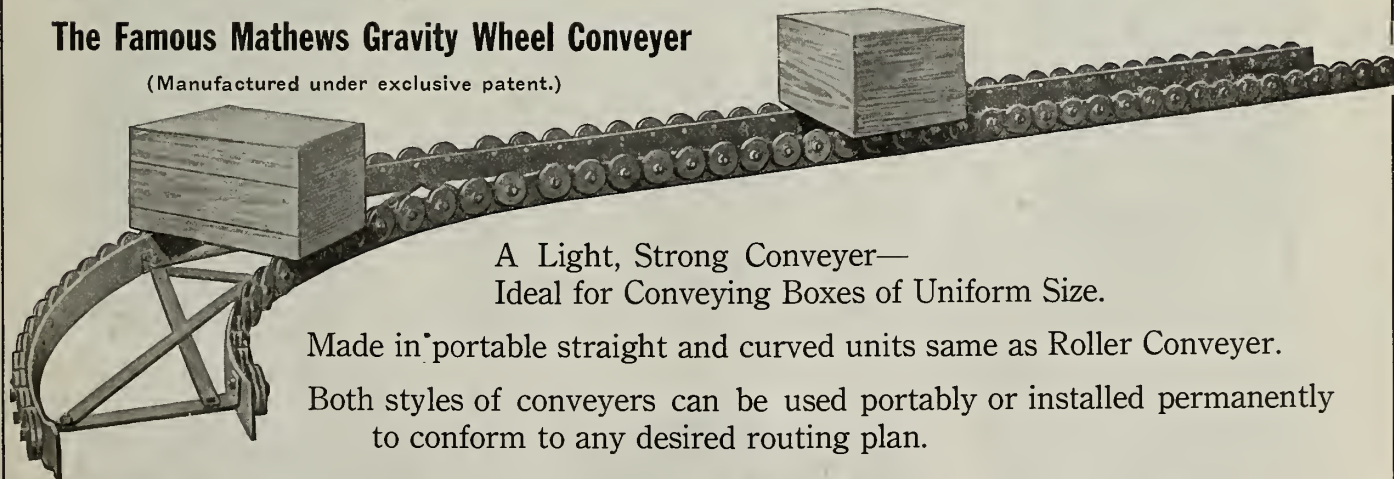 The Famous Mathews Gravity Wheel Conveyer
(Manufactured under exclusive patent.)
A Light, Strong Conveyer—
Ideal for Conveying Boxes of Uniform Size.
Made in portable straight and curved units same as Roller Conveyer.
Both styles of conveyers can be used portably or installed permanently
to conform to any desired routing plan.